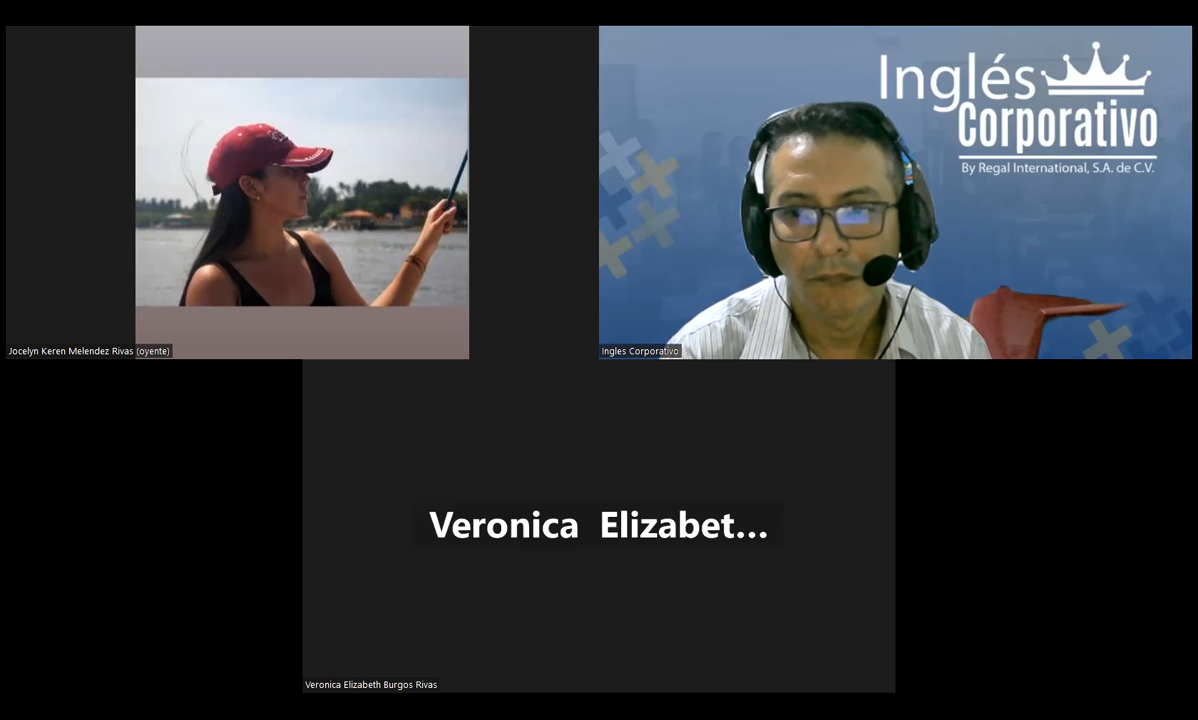 Inglés
Corporativo
By Regal International, S.A. de C.V.
Jocelyn Keren Melendez Rivas (oyente)
Ingles Corporativo
Veronica Elizabet...
Veronica Elizabeth Burgos Rivas